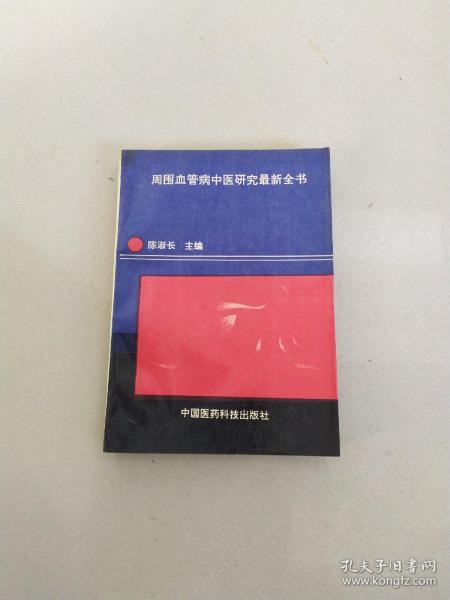 周围血管病中医研究最新全书
陈淑长 主编
中国医药科技出版社
孔夫子旧书网
www.kongfz.com